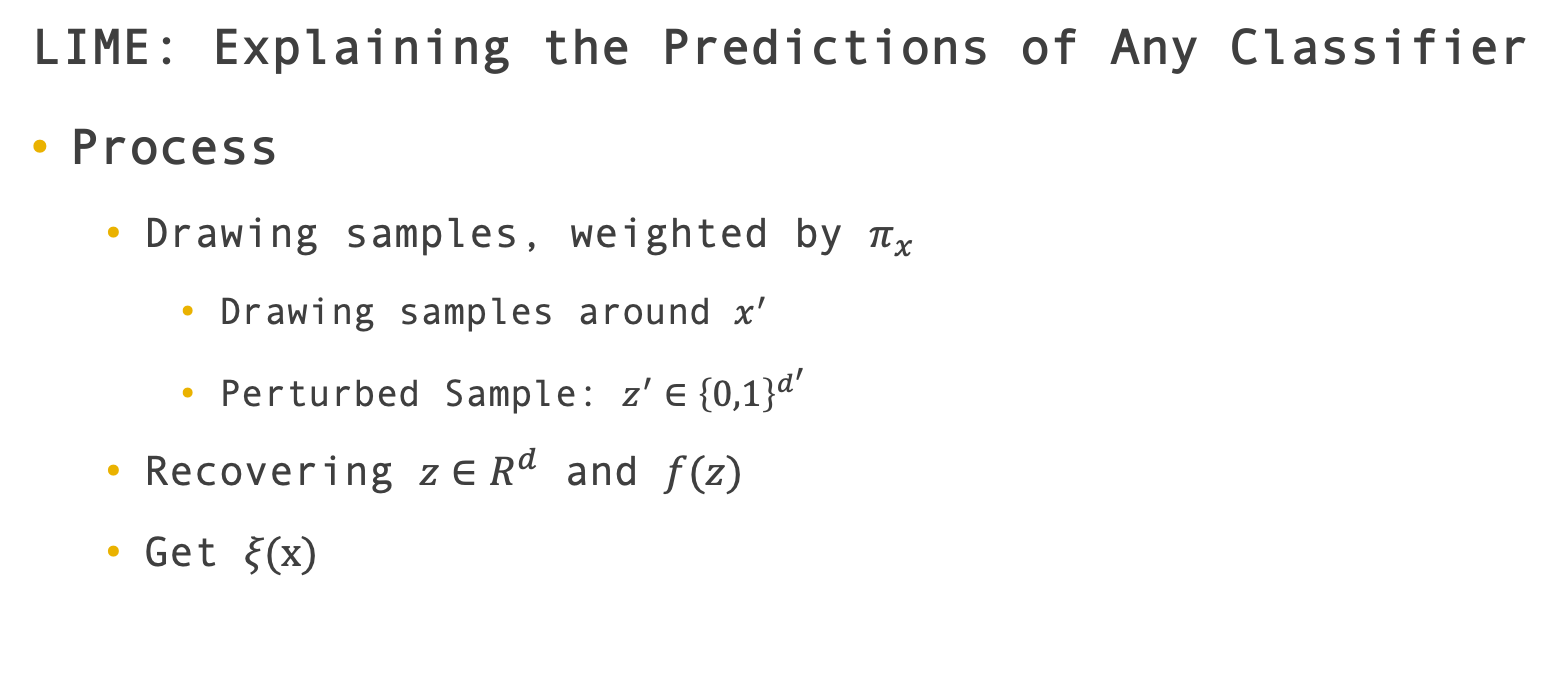 LIME: Explaining the Predictions of Any Classifier
• Process
• Drawing samples, weighted by πₓ
• Drawing samples around x′
• Perturbed Sample: z′ ∈ {0,1}^d′
• Recovering z ∈ R^d and f(z)
• Get ξ(x)